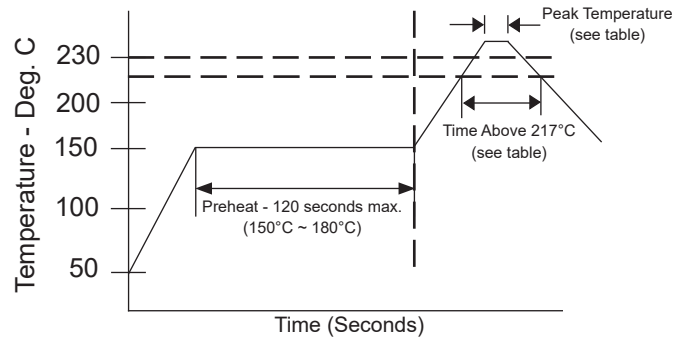 Peak Temperature
(see table)
Temperature - Deg. C
230
200
150
100
50
Time Above 217°C
(see table)
Preheat - 120 seconds max.
(150°C ~ 180°C)
Time (Seconds)